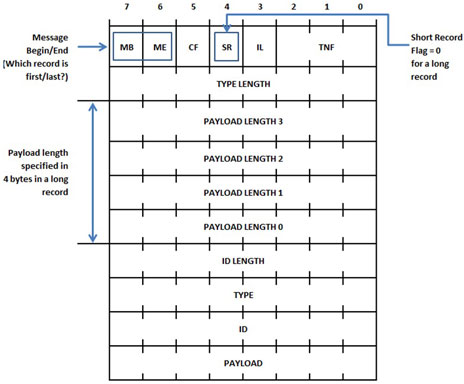 7 6 5 4 3 2 1 0
Message
Begin/End
[Which record is
first/last?)
MB ME CF SR IL TNF
Short Record
Flag = 0
for a long
record
TYPE LENGTH
Payload length
specified in
4 bytes in a long
record
PAYLOAD LENGTH 3
PAYLOAD LENGTH 2
PAYLOAD LENGTH 1
PAYLOAD LENGTH 0
ID LENGTH
TYPE
ID
PAYLOAD